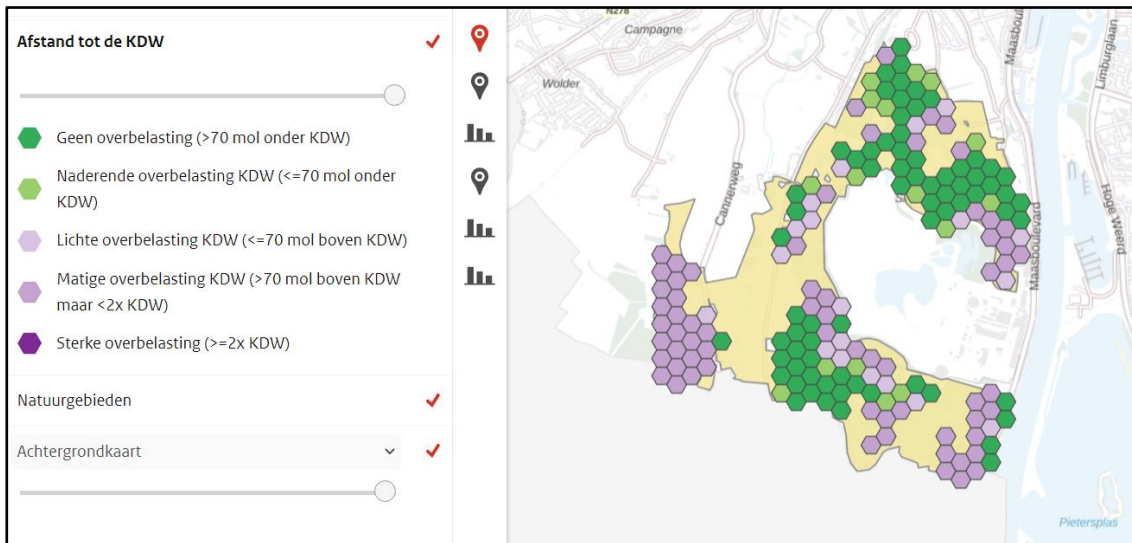 Afstand tot de KDW
Geen overbelasting (>70 mol onder KDW)
Naderende overbelasting KDW (<=70 mol onder
KDW)
Lichte overbelasting KDW (<=70 mol boven KDW)
Matige overbelasting KDW (>70 mol boven KDW
maar <2x KDW)
Sterke overbelasting (>=2x KDW)
Natuurgebieden
Achtergrondkaart
N278
Campagne
Wolder
Cannerweg
Maasboulevard
Limburglaan
Hoge Weerd
Maasboulevard
Pietersplas